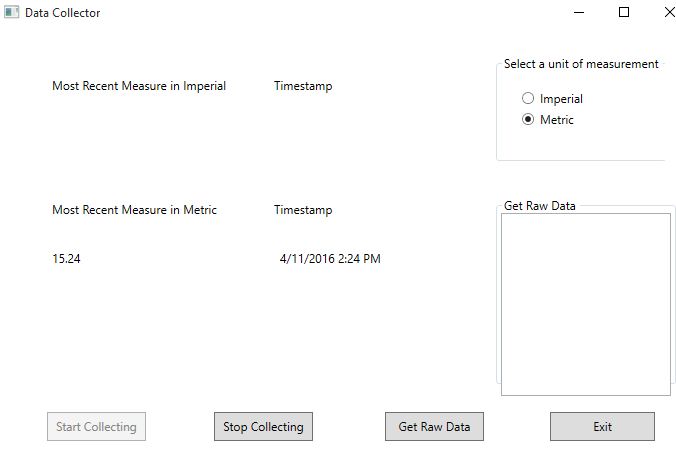 Data Collector
Most Recent Measure in Imperial Timestamp
Select a unit of measurement
Imperial
Metric
Most Recent Measure in Metric Timestamp
Get Raw Data
15.24 4/11/2016 2:24 PM
Start Collecting Stop Collecting Get Raw Data Exit